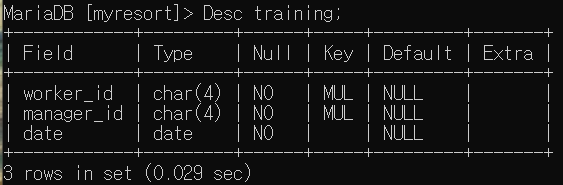 MariaDB [myresort]> Desc training;
+------------+---------+------+-----+---------+-------+
| Field      | Type    | Null | Key | Default | Extra |
+------------+---------+------+-----+---------+-------+
| worker_id  | char(4) | NO   | MUL | NULL    |       |
| manager_id | char(4) | NO   | MUL | NULL    |       |
| date       | date    | NO   |     | NULL    |       |
+------------+---------+------+-----+---------+-------+
3 rows in set (0.029 sec)